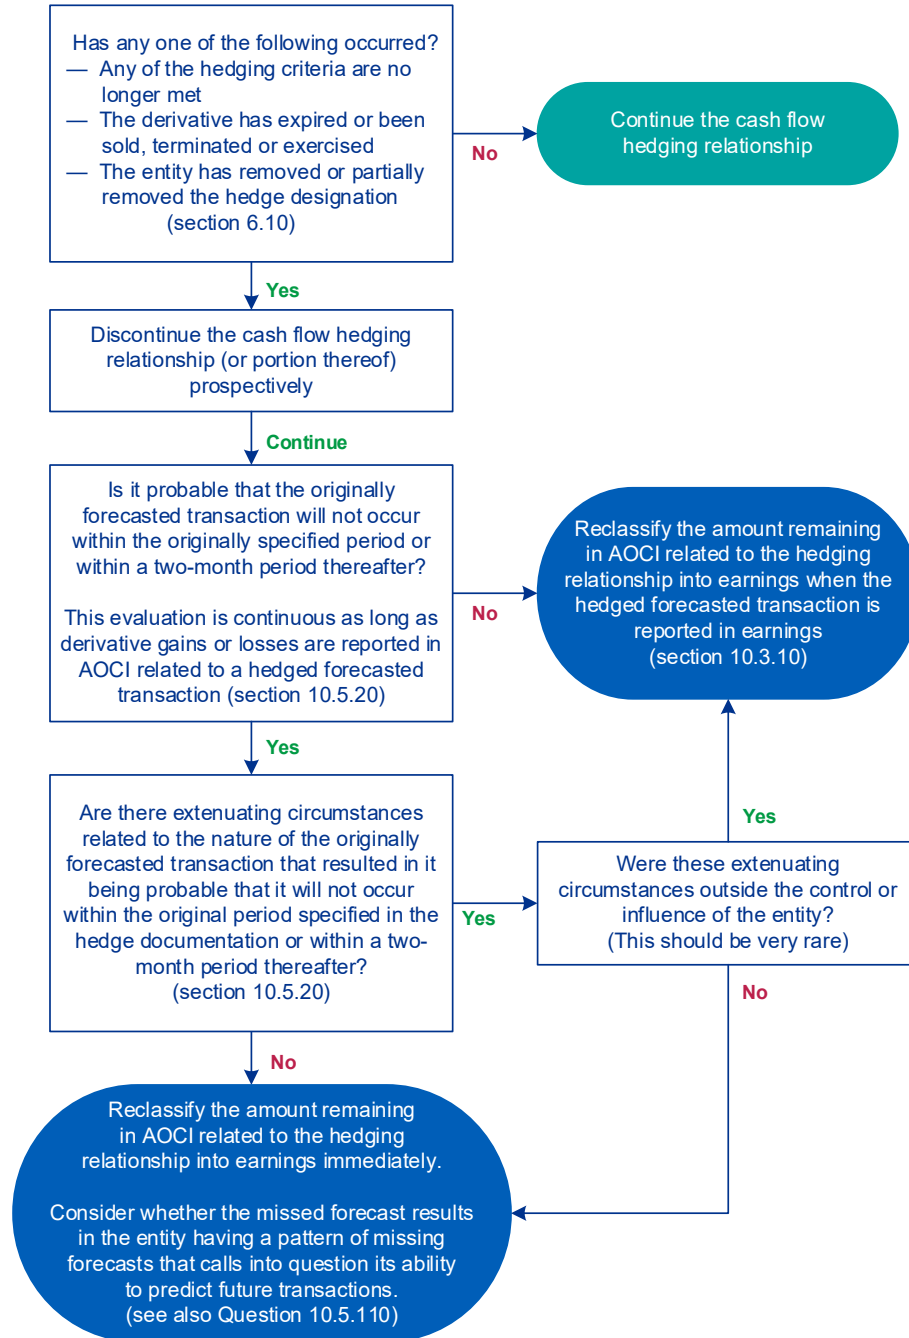 Has any one of the following occurred?
— Any of the hedging criteria are no
longer met
— The derivative has expired or been
sold, terminated or exercised
— The entity has removed or partially
removed the hedge designation
(section 6.10)
No
Continue the cash flow
hedging relationship
Yes
Discontinue the cash flow hedging
relationship (or portion thereof)
prospectively
Continue
Is it probable that the originally
forecasted transaction will not occur
within the originally specified period or
within a two-month period thereafter?
This evaluation is continuous as long as
derivative gains or losses are reported in
AOCI related to a hedged forecasted
transaction (section 10.5.20)
No
Reclassify the amount remaining
in AOCI related to the hedging
relationship into earnings when the
hedged forecasted transaction is
reported in earnings
(section 10.3.10)
Yes
Are there extenuating circumstances
related to the nature of the originally
forecasted transaction that resulted in it
being probable that it will not occur
within the original period specified in the
hedge documentation or within a two-
month period thereafter?
(section 10.5.20)
Yes
Yes
Were these extenuating
circumstances outside the control or
influence of the entity?
(This should be very rare)
No
No
Reclassify the amount remaining
in AOCI related to the hedging
relationship into earnings immediately.
Consider whether the missed forecast results
in the entity having a pattern of missing
forecasts that calls into question its ability
to predict future transactions.
(see also Question 10.5.110)